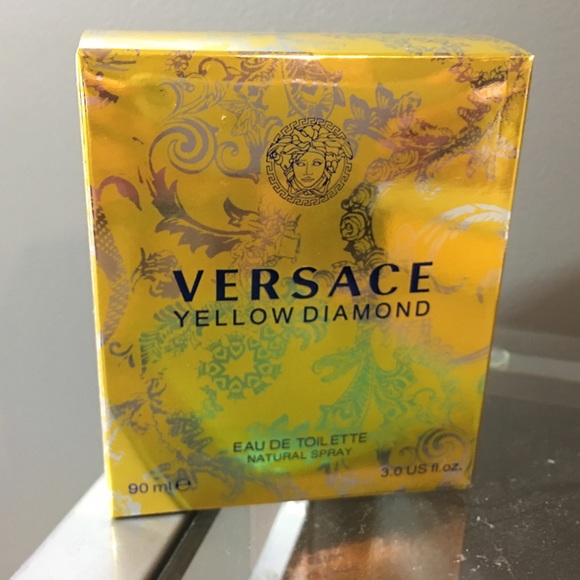 VERSACE
YELLOW DIAMOND
EAU DE TOILETTE
NATURAL SPRAY
90 ml ℮
3.0 US fl.oz.